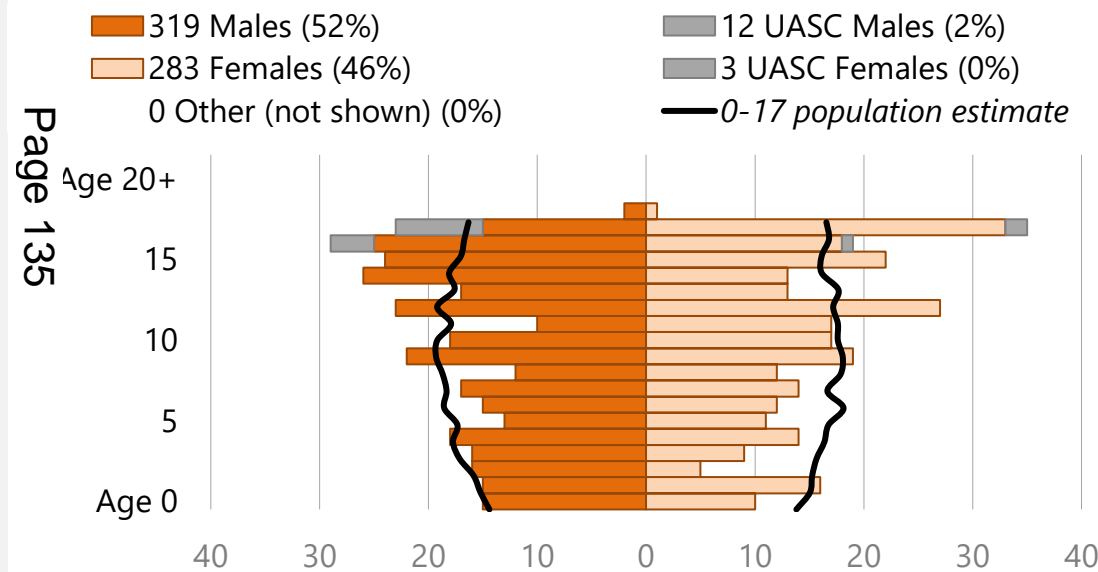 319 Males (52%)
12 UASC Males (2%)
283 Females (46%)
3 UASC Females (0%)
0 Other (not shown) (0%)
0-17 population estimate
Page 135
Age 20+
15
10
5
Age 0
40 30 20 10 0 10 20 30 40